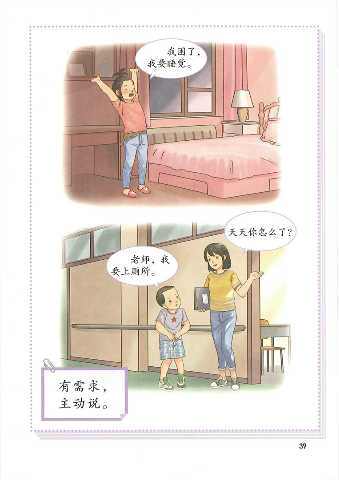 我困了，
我要睡觉。
天天你怎么了？
老师，我
要上厕所。
有需求，
主动说。
39